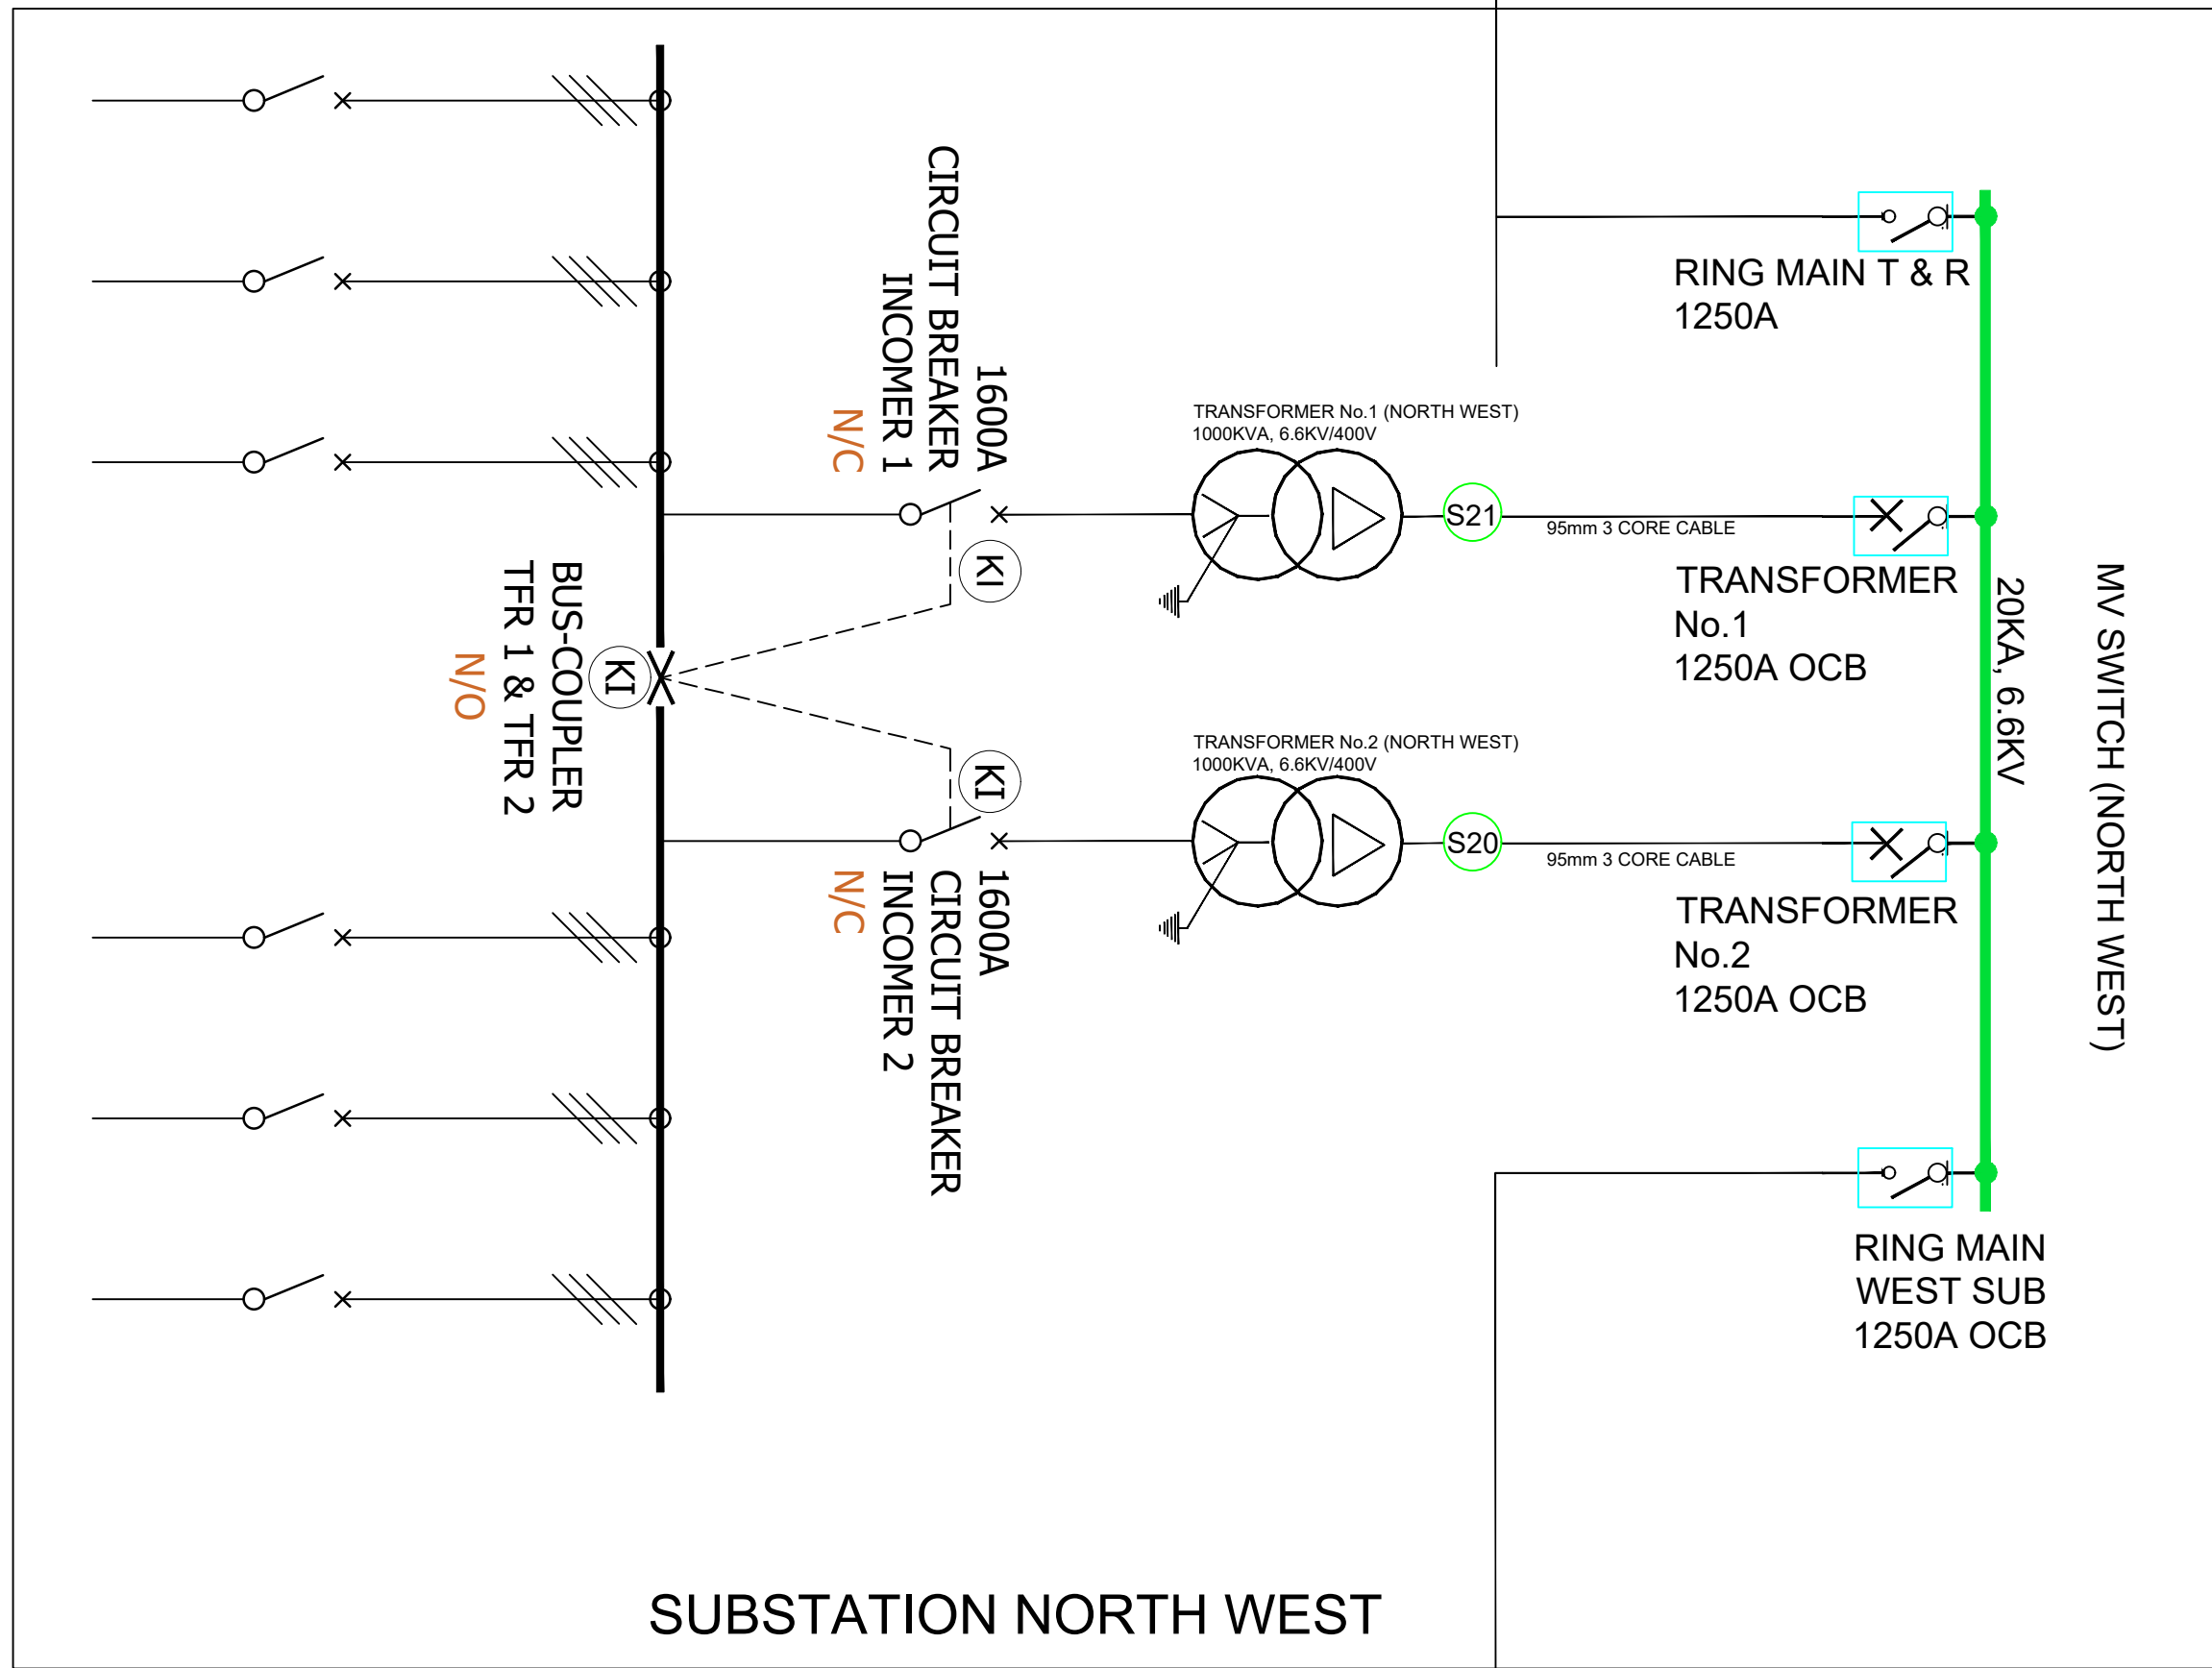 1600A
CIRCUIT BREAKER
INCOMER 1
N/C
TRANSFORMER No.1 (NORTH WEST)
1000KVA, 6.6KV/400V
S21
95mm 3 CORE CABLE
RING MAIN T & R
1250A
TRANSFORMER
No.1
1250A OCB
KI
BUS-COUPLER
TFR 1 & TFR 2
N/O
KI
KI
TRANSFORMER No.2 (NORTH WEST)
1000KVA, 6.6KV/400V
S20
95mm 3 CORE CABLE
TRANSFORMER
No.2
1250A OCB
1600A
CIRCUIT BREAKER
INCOMER 2
N/C
20KA, 6.6KV
MV SWITCH (NORTH WEST)
RING MAIN
WEST SUB
1250A OCB
SUBSTATION NORTH WEST